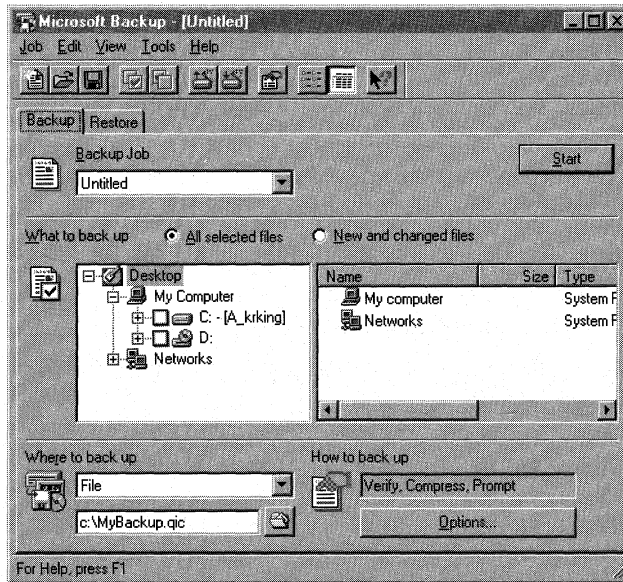 Microsoft Backup - [Untitled]
Job Edit View Tools Help
Backup Restore
Backup Job
Start
Untitled
What to back up All selected files New and changed files
Desktop
My Computer
C: - [A_krking]
D:
Networks
Name Size Type
My computer System F
Networks System F
Where to back up
File
c:\MyBackup.qic
How to back up
Verify, Compress, Prompt
Options...
For Help, press F1